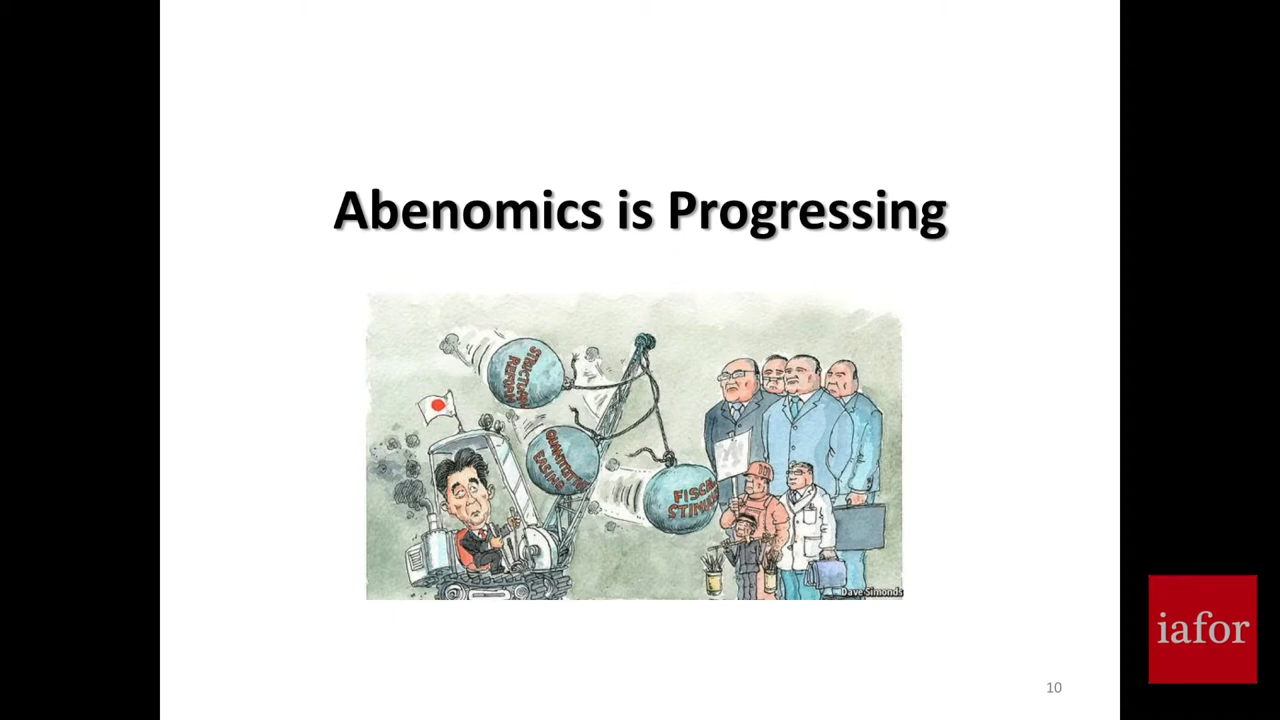 Abenomics is Progressing
STRUCTURAL
REFORM
QUANTITATIVE
EASING
FISCAL
STIMULUS
Dave Simonds
iafor
10